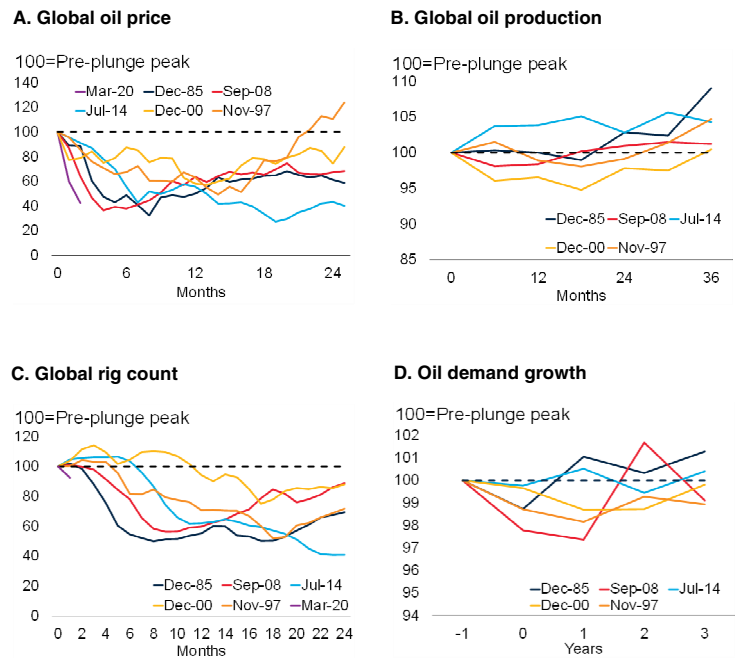 A. Global oil price
100=Pre-plunge peak
140
120
100
80
60
40
20
0
Mar-20 Dec-85 Sep-08
Jul-14 Dec-00 Nov-97
0 6 12 18 24
Months
B. Global oil production
100=Pre-plunge peak
110
105
100
95
90
85
Dec-85 Sep-08 Jul-14
Dec-00 Nov-97
0 12 24 36
Months
C. Global rig count
100=Pre-plunge peak
120
100
80
60
40
20
0
Dec-85 Sep-08 Jul-14
Dec-00 Nov-97 Mar-20
0 2 4 6 8 10 12 14 16 18 20 22 24
Months
D. Oil demand growth
100=Pre-plunge peak
102
101
100
99
98
97
96
95
94
Dec-85 Sep-08 Jul-14
Dec-00 Nov-97
-1 0 1 2 3
Years